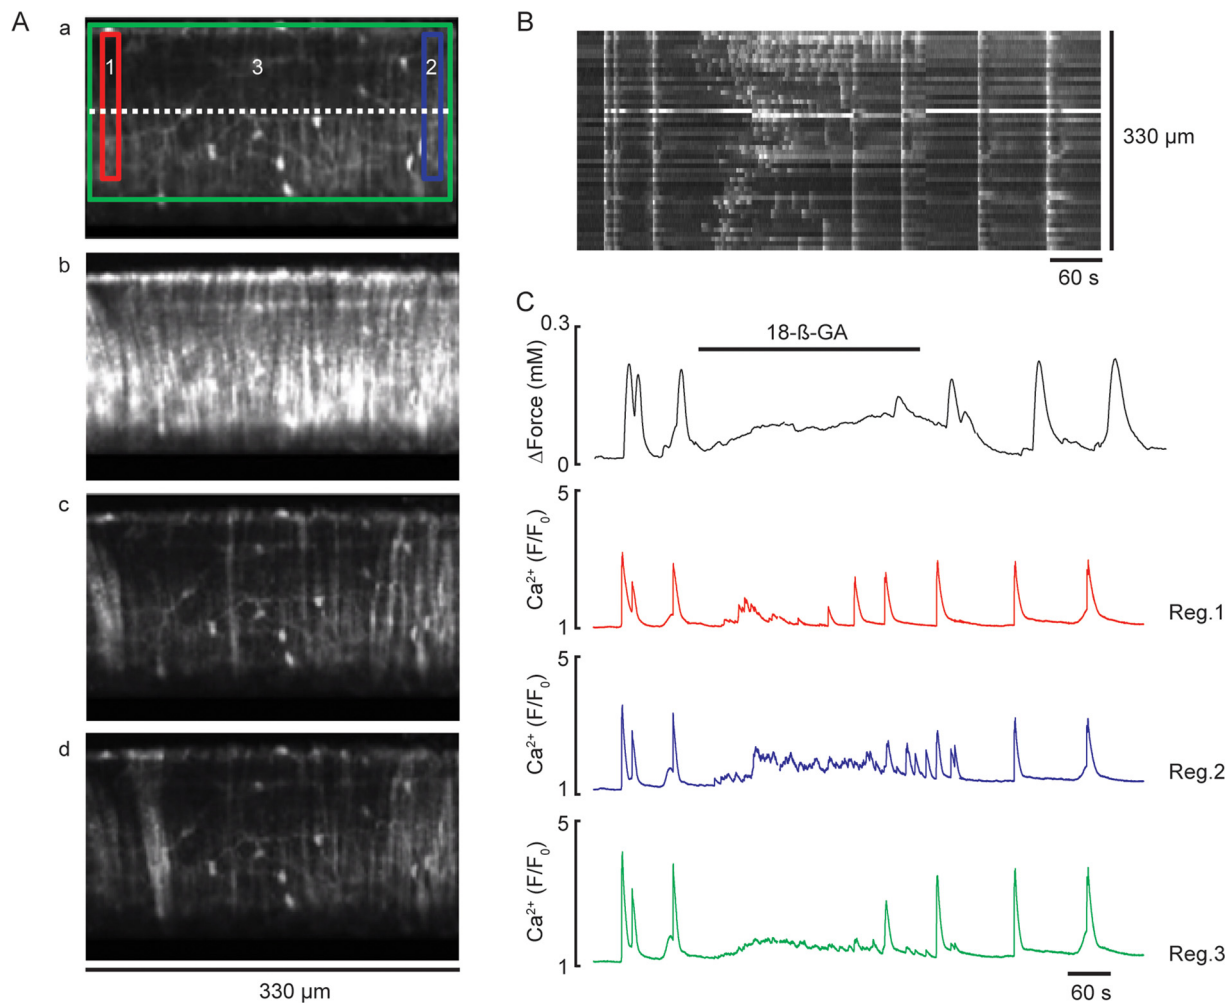 A
a
1
3
2
b
c
d
330 µm
B
330 µm
60 s
C
18-ß-GA
0.3
ΔForce (mM)
0
5
Ca²⁺ (F/F₀)
1
Reg.1
5
Ca²⁺ (F/F₀)
1
Reg.2
5
Ca²⁺ (F/F₀)
1
Reg.3
60 s